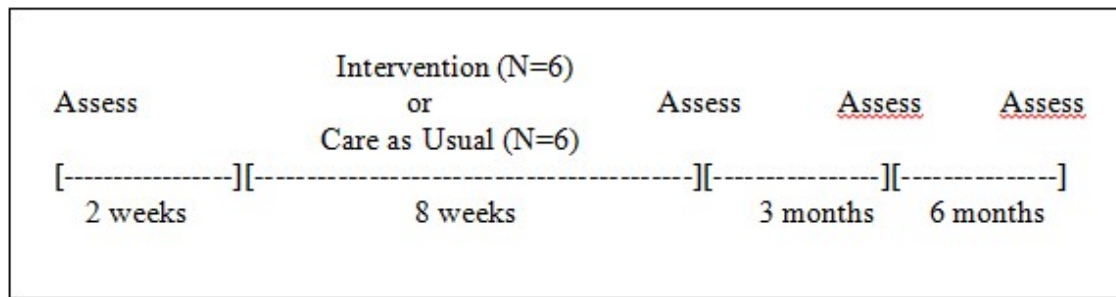 Intervention (N=6)
Assess or Assess Assess Assess
Care as Usual (N=6)
[-----------------][-------------------------------------------][----------------][---------------]
2 weeks 8 weeks 3 months 6 months